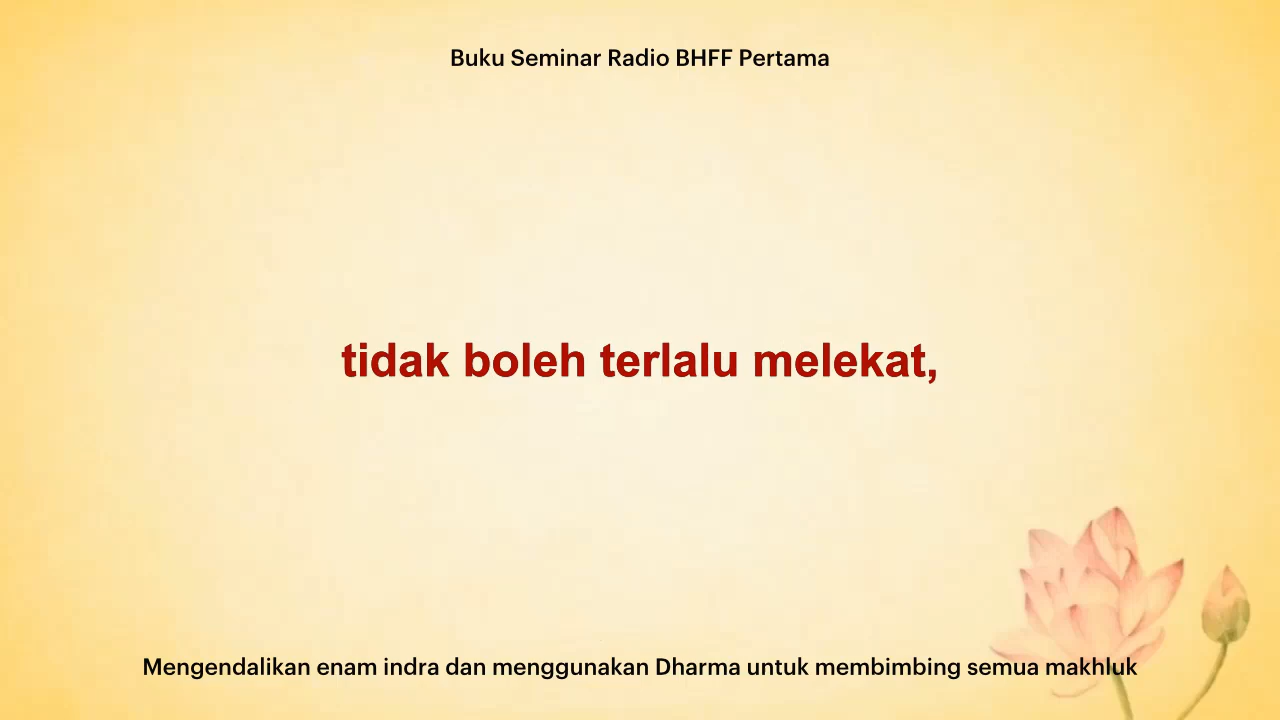 Buku Seminar Radio BHFF Pertama
tidak boleh terlalu melekat,
Mengendalikan enam indra dan menggunakan Dharma untuk membimbing semua makhluk